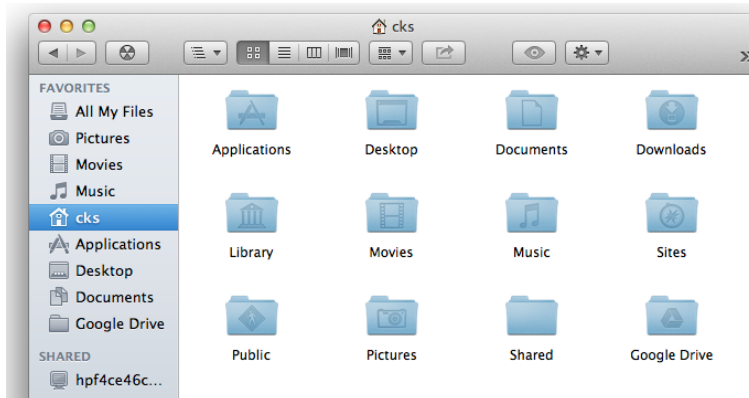 cks
FAVORITES
All My Files
Pictures
Movies
Music
cks
Applications
Desktop
Documents
Google Drive
SHARED
hpf4ce46c...
Applications Desktop Documents Downloads
Library Movies Music Sites
Public Pictures Shared Google Drive